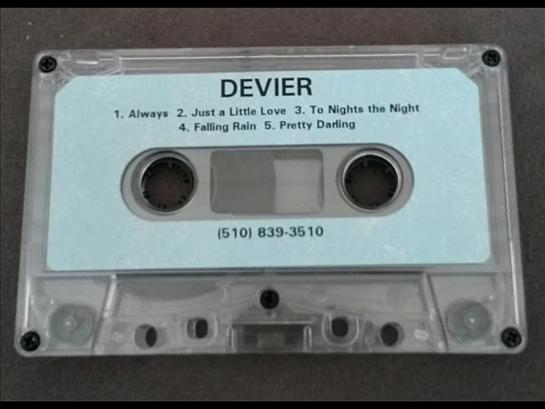 DEVIER
1. Always 2. Just a Little Love 3. To Nights the Night
4. Falling Rain 5. Pretty Darling
(510) 839-3510